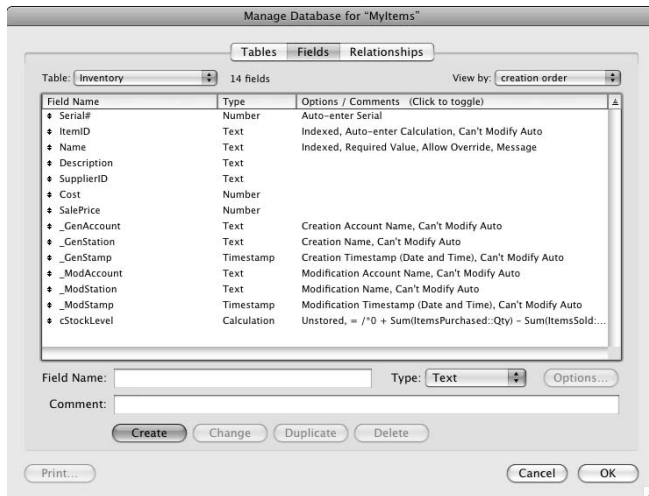 Manage Database for “MyItems”
Tables Fields Relationships
Table: Inventory 14 fields View by: creation order
Field Name Type Options / Comments (Click to toggle)
Serial# Number Auto-enter Serial
ItemID Text Indexed, Auto-enter Calculation, Can't Modify Auto
Name Text Indexed, Required Value, Allow Override, Message
Description Text
SupplierID Text
Cost Number
SalePrice Number
_GenAccount Text Creation Account Name, Can't Modify Auto
_GenStation Text Creation Name, Can't Modify Auto
_GenStamp Timestamp Creation Timestamp (Date and Time), Can't Modify Auto
_ModAccount Text Modification Account Name, Can't Modify Auto
_ModStation Text Modification Name, Can't Modify Auto
_ModStamp Timestamp Modification Timestamp (Date and Time), Can't Modify Auto
cStockLevel Calculation Unstored, = /*0 + Sum(ItemsPurchased::Qty) – Sum(ItemsSold:...
Field Name: Type: Text Options...
Comment:
Create Change Duplicate Delete
Print... Cancel OK